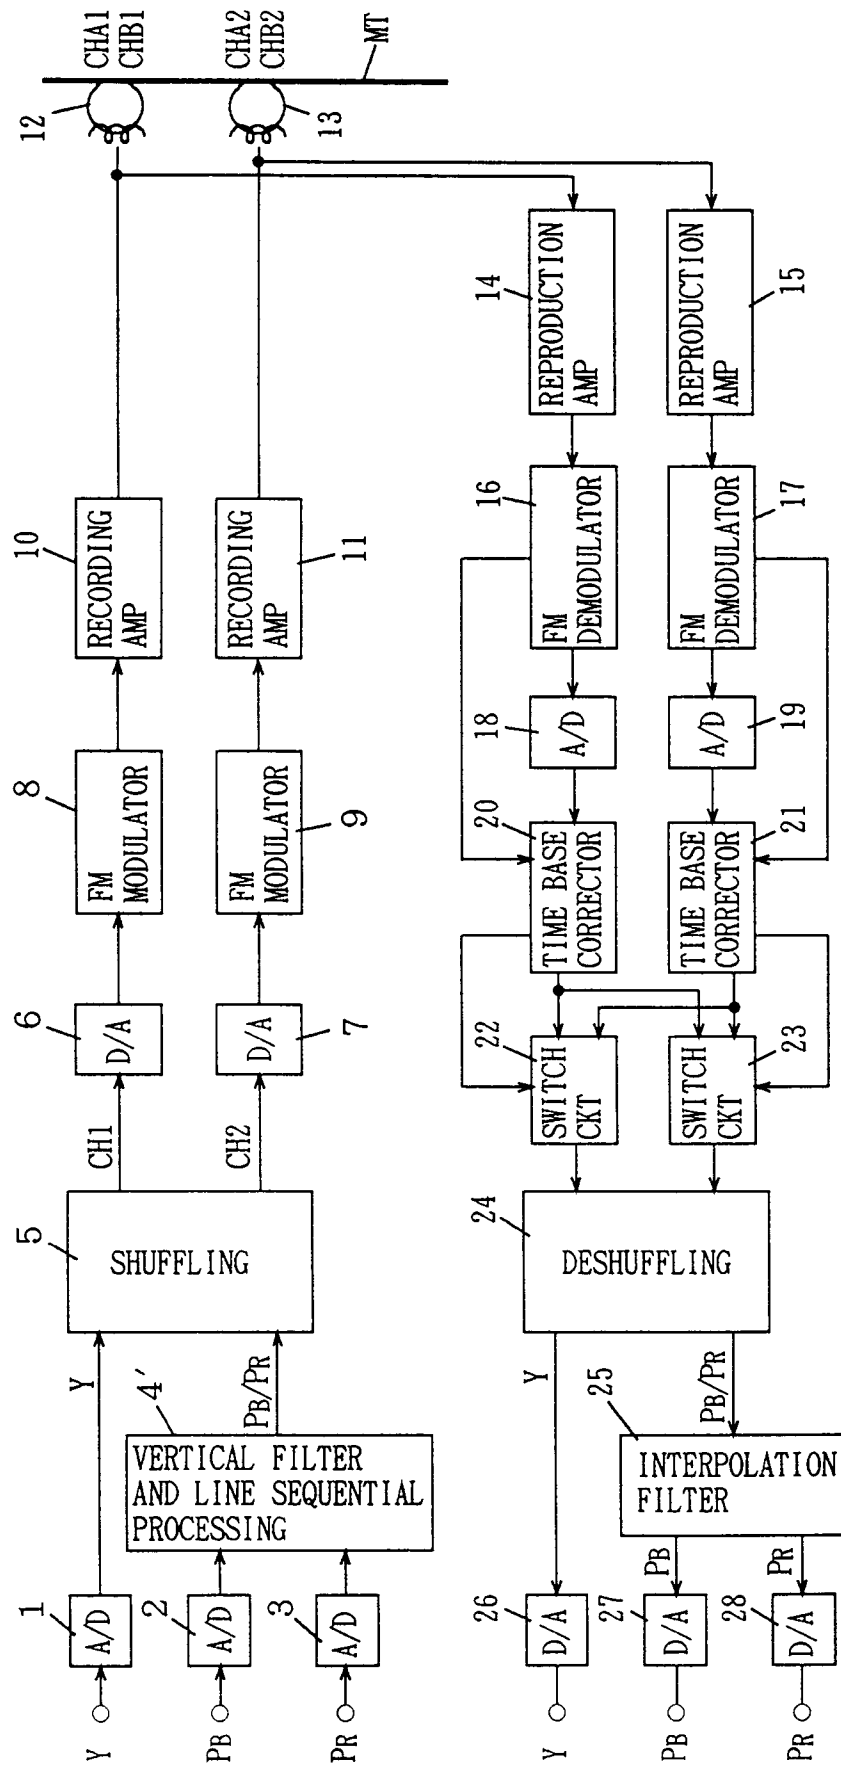 Y
1
A/D
PB
2
A/D
PR
3
A/D
4'
VERTICAL FILTER
AND LINE SEQUENTIAL
PROCESSING
Y
PB/PR
5
SHUFFLING
CH1
CH2
6
D/A
7
D/A
8
FM
MODULATOR
9
FM
MODULATOR
10
RECORDING
AMP
11
RECORDING
AMP
12
13
CHA1
CHB1
CHA2
CHB2
MT
14
REPRODUCTION
AMP
15
REPRODUCTION
AMP
16
FM
DEMODULATOR
17
FM
DEMODULATOR
18
A/D
19
A/D
20
TIME BASE
CORRECTOR
21
TIME BASE
CORRECTOR
22
SWITCH
CKT
23
SWITCH
CKT
24
DESHUFFLING
Y
PB/PR
25
INTERPOLATION
FILTER
PB
PR
26
D/A
Y
27
D/A
PB
28
D/A
PR